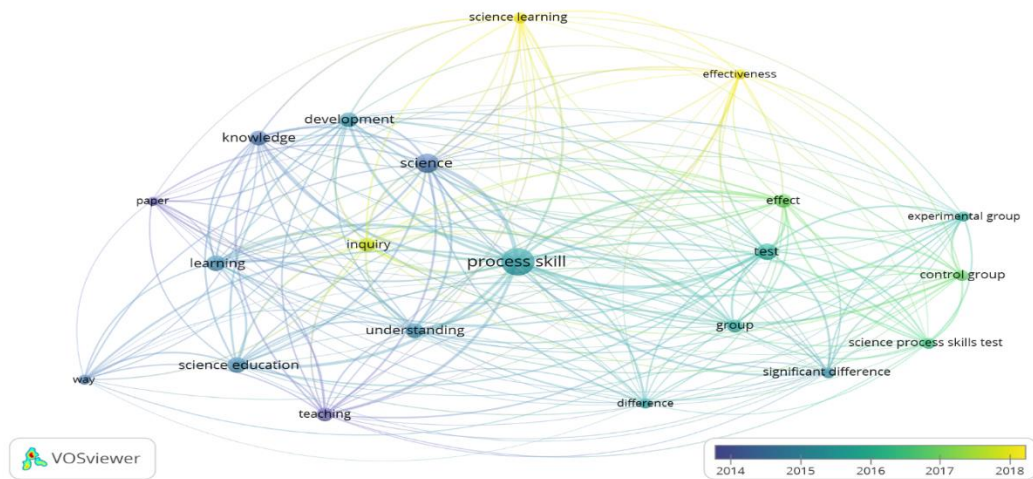 science learning
effectiveness
development
knowledge
science
paper
effect
experimental group
inquiry
test
learning
process skill
control group
group
understanding
science process skills test
science education
significant difference
way
difference
teaching
VOSviewer
2014 2015 2016 2017 2018